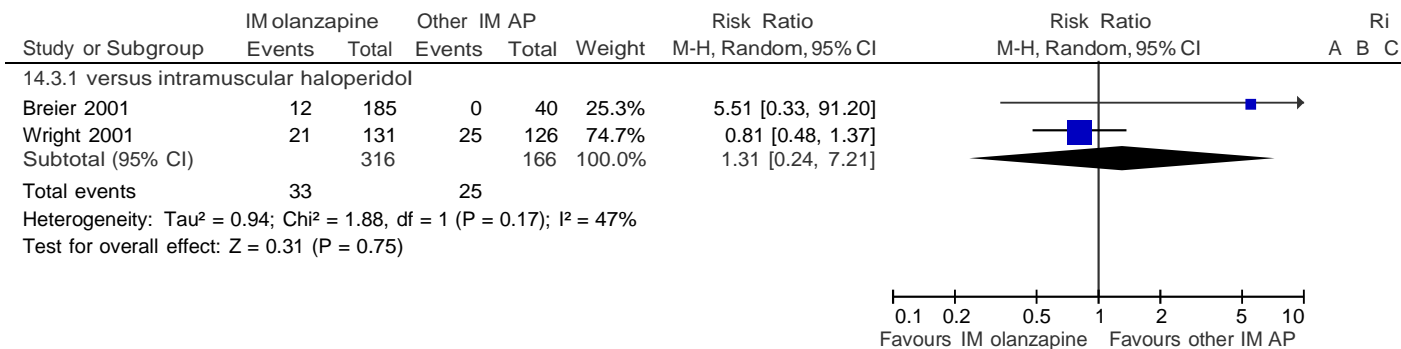 IM olanzapine Other IM AP Risk Ratio Risk Ratio Ri
Study or Subgroup Events Total Events Total Weight M-H, Random, 95% CI M-H, Random, 95% CI A B C
14.3.1 versus intramuscular haloperidol
Breier 2001 12 185 0 40 25.3% 5.51 [0.33, 91.20]
Wright 2001 21 131 25 126 74.7% 0.81 [0.48, 1.37]
Subtotal (95% CI) 316 166 100.0% 1.31 [0.24, 7.21]
Total events 33 25
Heterogeneity: Tau² = 0.94; Chi² = 1.88, df = 1 (P = 0.17); I² = 47%
Test for overall effect: Z = 0.31 (P = 0.75)
0.1 0.2 0.5 1 2 5 10
Favours IM olanzapine Favours other IM AP